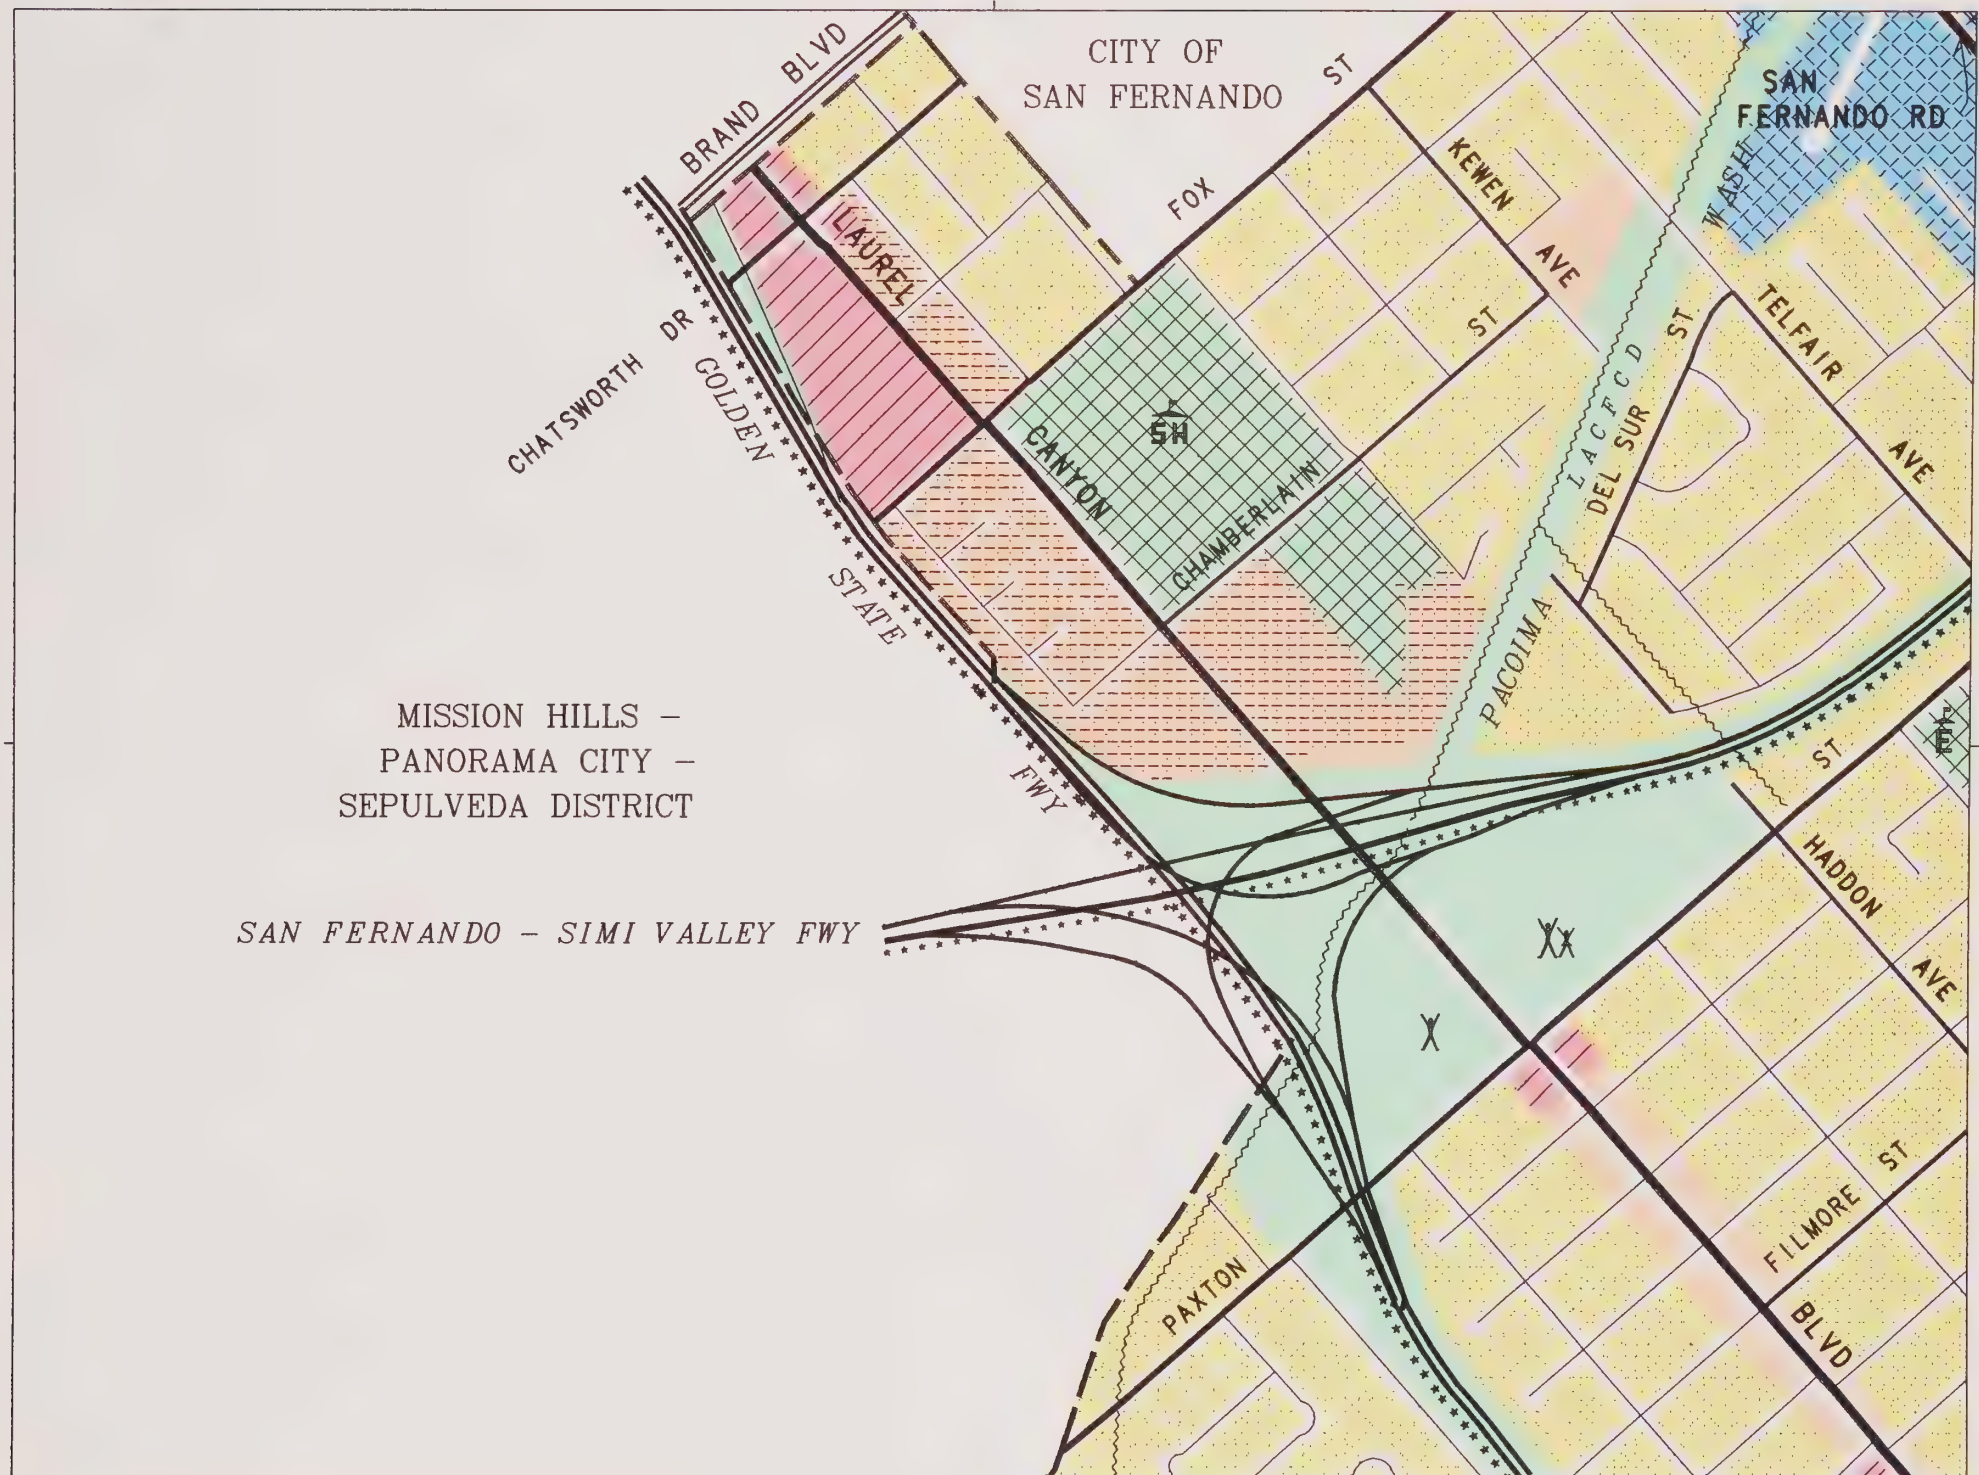 BRAND BLVD
CITY OF
SAN FERNANDO
FOX ST
SAN
FERNANDO RD
KEWEN AVE
LAUREL CANYON BLVD
CHATSWORTH DR
GOLDEN STATE FWY
SH
CHAMBERLAIN ST
PACOIMA WASH
LACFCD
DEL SUR ST
TELFAIR AVE
MISSION HILLS –
PANORAMA CITY –
SEPULVEDA DISTRICT
SAN FERNANDO – SIMI VALLEY FWY
HADDON AVE
PAXTON ST
FILMORE ST